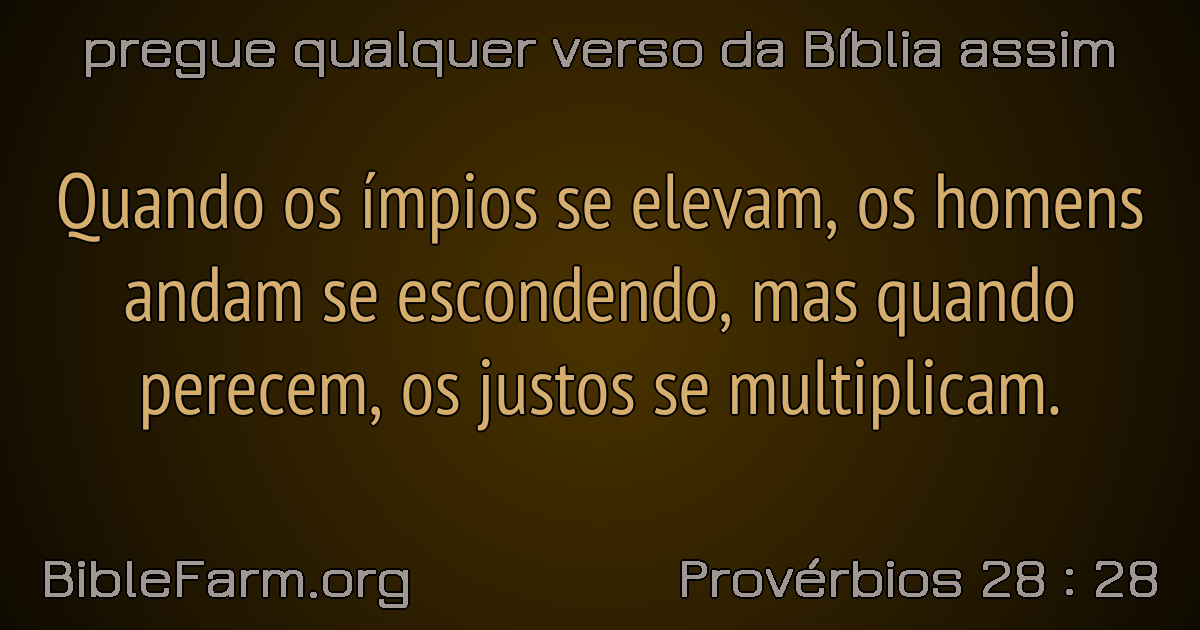 pregue qualquer verso da Bíblia assim
Quando os ímpios se elevam, os homens
andam se escondendo, mas quando
perecem, os justos se multiplicam.
BibleFarm.org
Provérbios 28 : 28